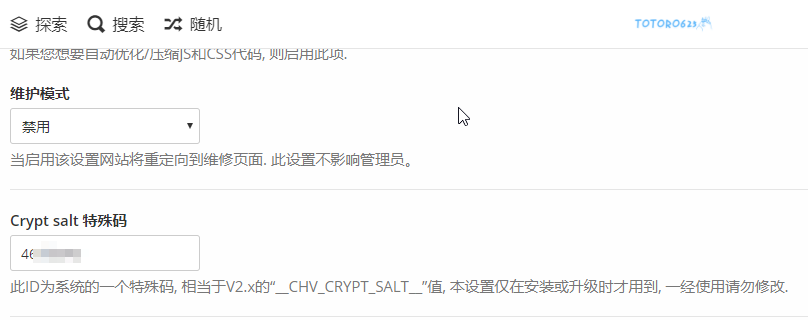 探索 搜索 随机 TOTORO625
如果您想要自动优化/压缩JS和CSS代码, 则启用此项.
维护模式
禁用
当启用该设置网站将重定向到维修页面. 此设置不影响管理员。
Crypt salt 特殊码
46
此ID为系统的一个特殊码, 相当于V2.x的“__CHV_CRYPT_SALT__”值, 本设置仅在安装或升级时才用到, 一经使用请勿修改.